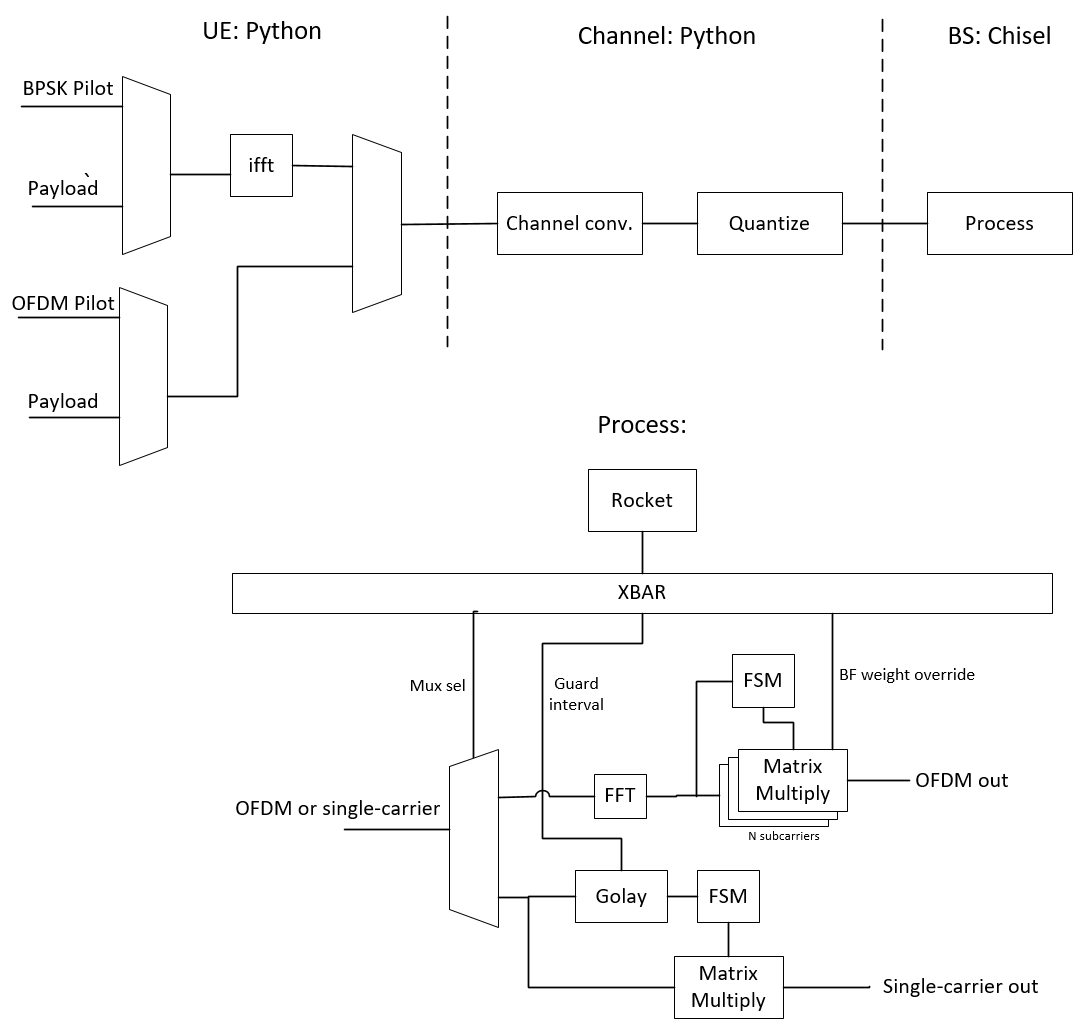 UE: Python
Channel: Python
BS: Chisel
BPSK Pilot
Payload`
ifft
OFDM Pilot
Payload
Channel conv.
Quantize
Process
Process:
Rocket
XBAR
Mux sel
Guard
interval
FSM
BF weight override
OFDM or single-carrier
FFT
Matrix
Multiply
OFDM out
N subcarriers
Golay
FSM
Matrix
Multiply
Single-carrier out